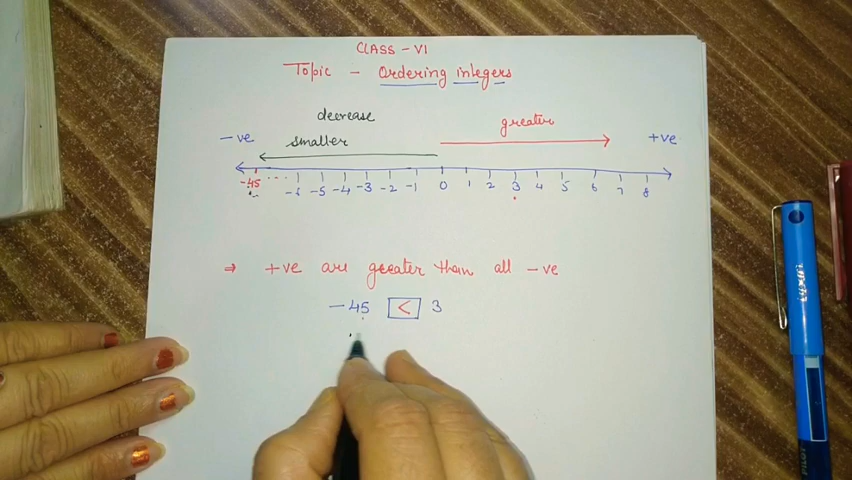 CLASS - VI
Topic - Ordering integers
decrease
greater
-ve smaller +ve
-45 ... -6 -5 -4 -3 -2 -1 0 1 2 3 4 5 6 7 8
⇒ +ve are greater than all -ve
-45 < 3
PILOT